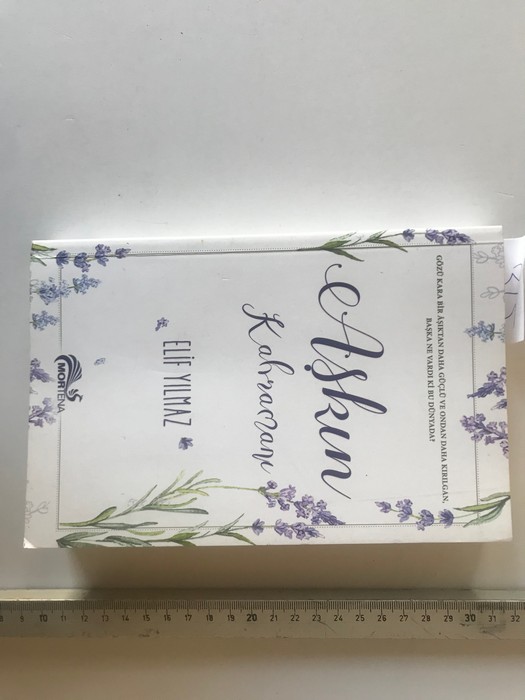 GÖZÜ KARA BİR ÂŞIKTAN DAHA GÜÇLÜ VE ONDAN DAHA KIRILGAN,
BAŞKA NE VARDI Kİ BU DÜNYADA?
Aşkın
Kahramanı
ELİF YILMAZ
MORTENA
10 11 12 13 14 15 16 17 18 19 20 21 22 23 24 25 26 27 28 29 30 31 32